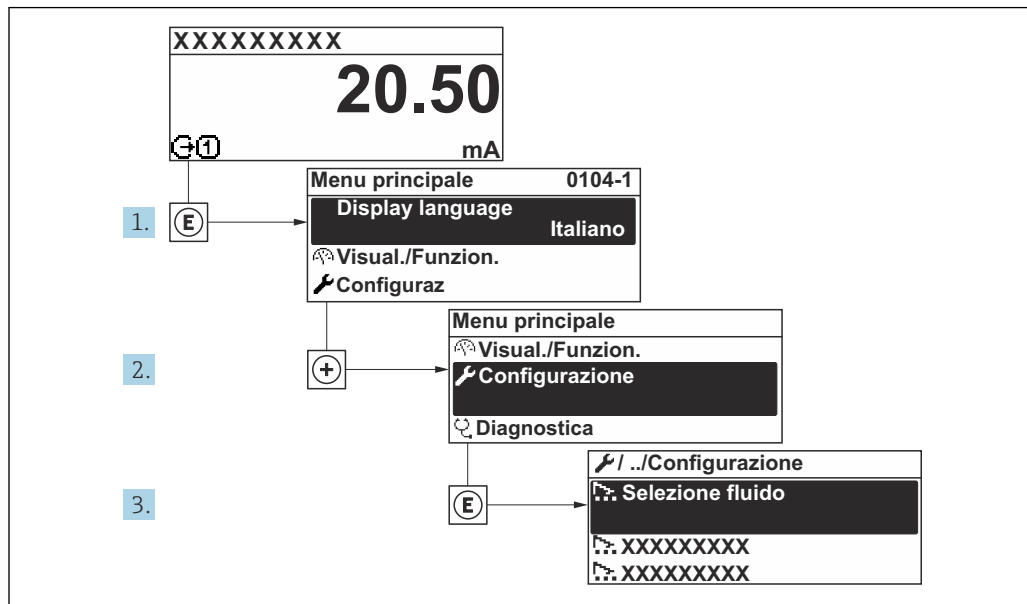 XXXXXXXXX
20.50
1 mA
Menu principale 0104-1
Display language
1. E
Italiano
Visual./Funzion.
Configuraz
Menu principale
Visual./Funzion.
2. +
Configurazione
Diagnostica
/ ../Configurazione
Selezione fluido
3. E
XXXXXXXXX
XXXXXXXXX